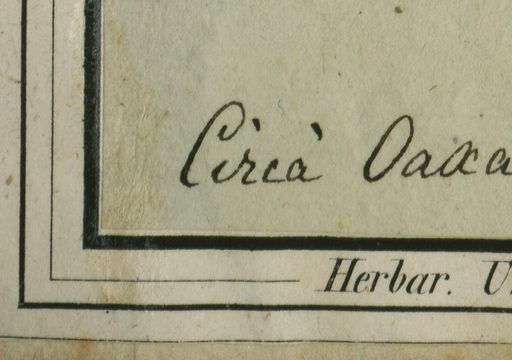 Circà Oaxa
Herbar. U